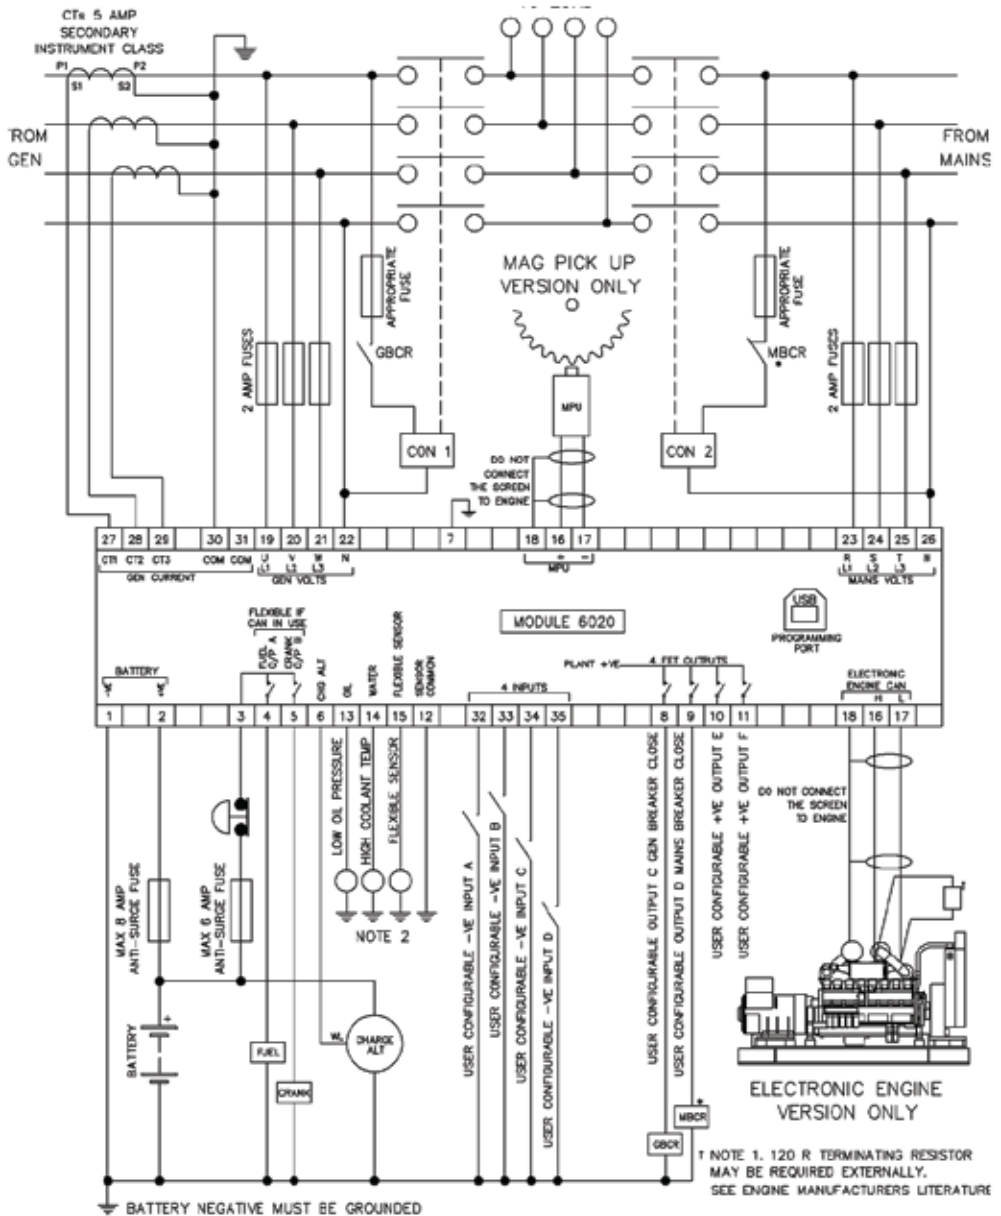 CTs 5 AMP
SECONDARY
INSTRUMENT CLASS
P1 P2
S1 S2
ROM
GEN
FROM
MAINS
MAG PICK UP
VERSION ONLY
APPROPRIATE
FUSE
APPROPRIATE
FUSE
2 AMP FUSES
GBCR
MBCR
2 AMP FUSES
MPU
CON 1
CON 2
DO NOT
CONNECT
THE SCREEN
TO ENGINE
27 28 29 30 31 19 20 21 22 7 18 16 17 23 24 25 26
CT1 CT2 CT3 COM COM U V W N + - R S T N
L1 L2 L3 L1 L2 L3
GEN CURRENT GEN VOLTS MPU MAINS VOLTS
MODULE 6020
USB
PROGRAMMING
PORT
FLEXIBLE IF
CAN IN USE
FUEL
O/P A
CRANK
O/P B
CHG ALT
OIL
WATER
FLEXIBLE SENSOR
SENSOR
COMMON
BATTERY
-VE +VE
4 INPUTS
PLANT +VE
4 FET OUTPUTS
ELECTRONIC
ENGINE CAN
H L
1 2 3 4 5 6 13 14 15 12 32 33 34 35 8 9 10 11 18 16 17
MAX 8 AMP
ANTI-SURGE FUSE
MAX 6 AMP
ANTI-SURGE FUSE
LOW OIL PRESSURE
HIGH COOLANT TEMP
FLEXIBLE SENSOR
NOTE 2
USER CONFIGURABLE -VE INPUT A
USER CONFIGURABLE -VE INPUT B
USER CONFIGURABLE -VE INPUT C
USER CONFIGURABLE -VE INPUT D
USER CONFIGURABLE OUTPUT C GEN BREAKER CLOSE
USER CONFIGURABLE OUTPUT D MAINS BREAKER CLOSE
USER CONFIGURABLE +VE OUTPUT E
USER CONFIGURABLE +VE OUTPUT F
DO NOT CONNECT
THE SCREEN
TO ENGINE
BATTERY
+
FUEL
CRANK
WL
CHARGE
ALT
MBCR *
GBCR
ELECTRONIC ENGINE
VERSION ONLY
† NOTE 1. 120 R TERMINATING RESISTOR
MAY BE REQUIRED EXTERNALLY.
SEE ENGINE MANUFACTURERS LITERATURE
BATTERY NEGATIVE MUST BE GROUNDED